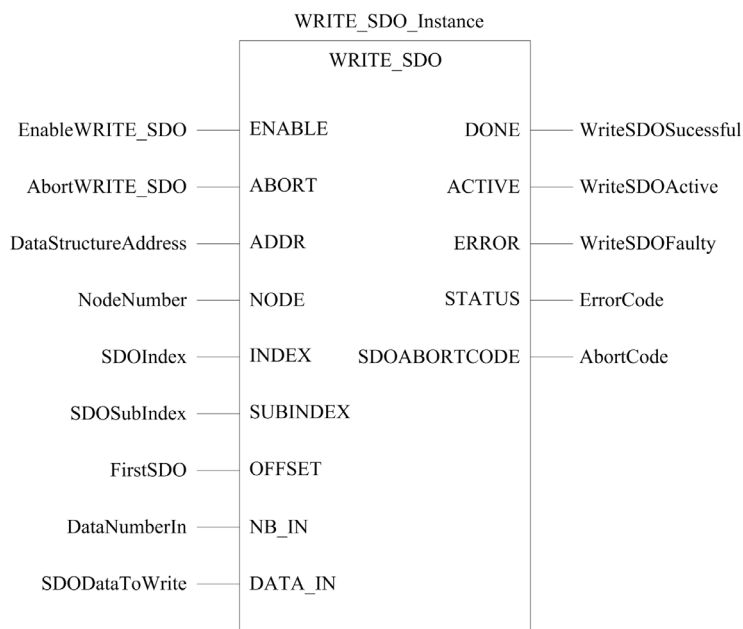 WRITE_SDO_Instance
WRITE_SDO
EnableWRITE_SDO ENABLE DONE WriteSDOSucessful
AbortWRITE_SDO ABORT ACTIVE WriteSDOActive
DataStructureAddress ADDR ERROR WriteSDOFaulty
NodeNumber NODE STATUS ErrorCode
SDOIndex INDEX SDOABORTCODE AbortCode
SDOSubIndex SUBINDEX
FirstSDO OFFSET
DataNumberIn NB_IN
SDODataToWrite DATA_IN